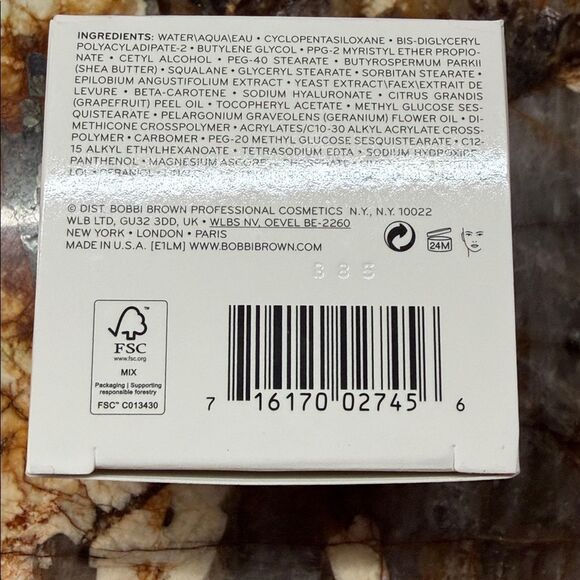 INGREDIENTS: WATER\AQUA\EAU • CYCLOPENTASILOXANE • BIS-DIGLYCERYL
POLYACYLADIPATE-2 • BUTYLENE GLYCOL • PPG-2 MYRISTYL ETHER PROPIO-
NATE • CETYL ALCOHOL • PEG-40 STEARATE • BUTYROSPERMUM PARKII
(SHEA BUTTER) • SQUALANE • GLYCERYL STEARATE • SORBITAN STEARATE •
EPILOBIUM ANGUSTIFOLIUM EXTRACT • YEAST EXTRACT\FAEX\EXTRAIT DE
LEVURE • BETA-CAROTENE • SODIUM HYALURONATE • CITRUS GRANDIS
(GRAPEFRUIT) PEEL OIL • TOCOPHERYL ACETATE • METHYL GLUCOSE SES-
QUISTEARATE • PELARGONIUM GRAVEOLENS (GERANIUM) FLOWER OIL • DI-
METHICONE CROSSPOLYMER • ACRYLATES/C10-30 ALKYL ACRYLATE CROSS-
POLYMER • CARBOMER • PEG-20 METHYL GLUCOSE SESQUISTEARATE • C12-
15 ALKYL ETHYLHEXANOATE • TETRASODIUM EDTA • SODIUM HYDROXIDE
PANTHENOL • MAGNESIUM
© DIST. BOBBI BROWN PROFESSIONAL COSMETICS N.Y., N.Y. 10022
WLB LTD, GU32 3DD, UK • WLBS NV, OEVEL BE-2260
NEW YORK • LONDON • PARIS
MADE IN U.S.A. [E1LM] WWW.BOBBIBROWN.COM
24M
FSC
www.fsc.org
MIX
Packaging | Supporting
responsible forestry
FSC™ C013430
7 16170 02745 6